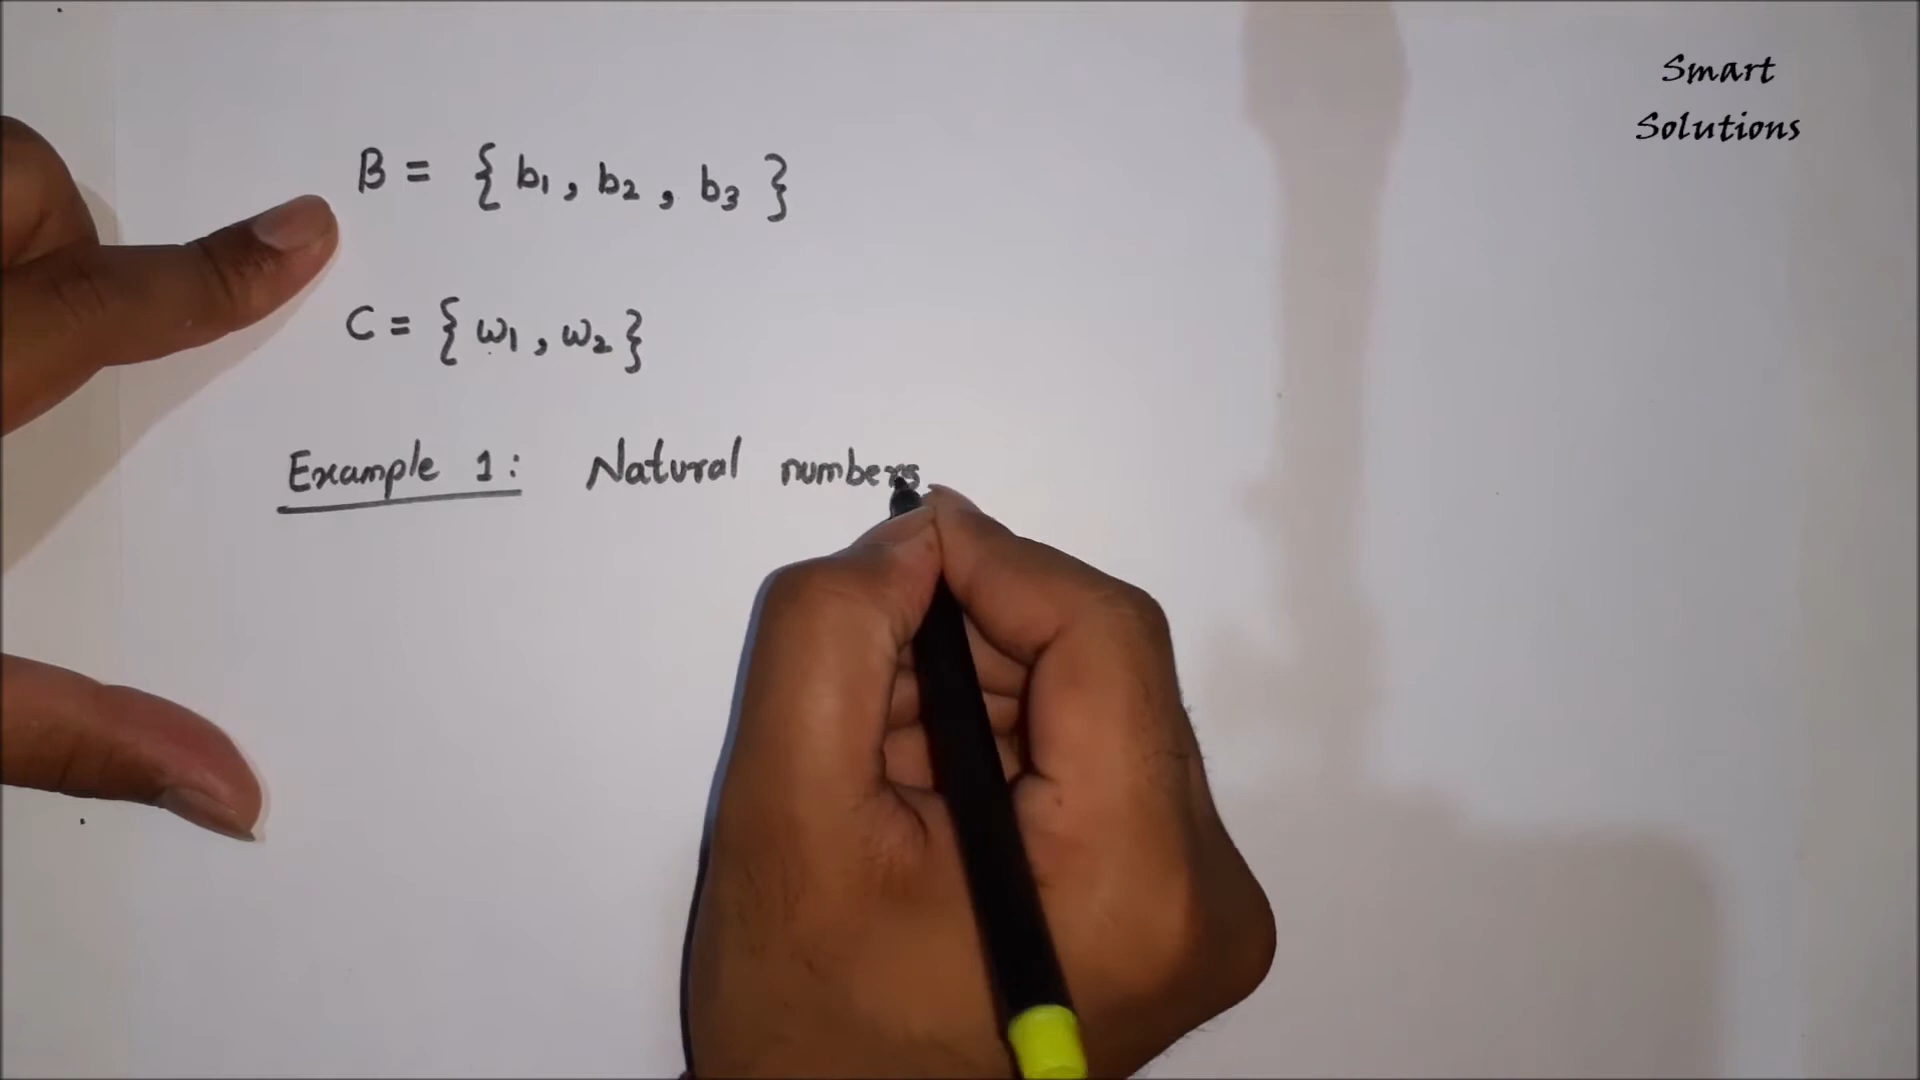 Smart
Solutions
B = { b1, b2, b3 }
C = { ω1, ω2 }
Example 1: Natural numbers